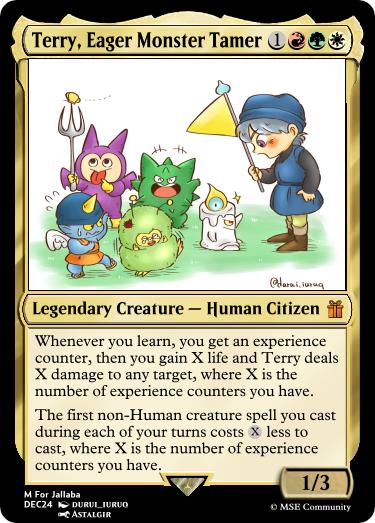 Terry, Eager Monster Tamer 1
@durui_iuruq
Legendary Creature — Human Citizen
Whenever you learn, you get an experience
counter, then you gain X life and Terry deals
X damage to any target, where X is the
number of experience counters you have.
The first non-Human creature spell you cast
during each of your turns costs X less to
cast, where X is the number of experience
counters you have.
1/3
M For Jallaba
DEC24 DURUI_IURUO
ASTALGIR
© MSE Community